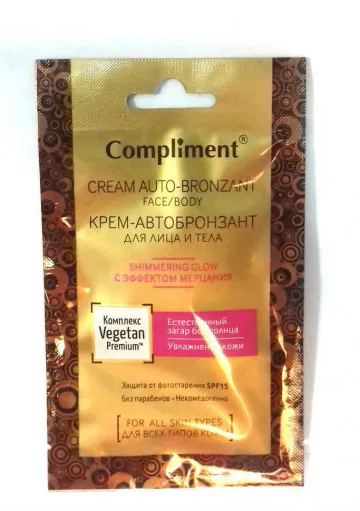 Compliment®
CREAM AUTO-BRONZANT
FACE/BODY
КРЕМ-АВТОБРОНЗАНТ
ДЛЯ ЛИЦА И ТЕЛА
SHIMMERING GLOW
С ЭФФЕКТОМ МЕРЦАНИЯ
Комплекс
Vegetan
Premium™
Естественный
загар без солнца
Увлажнение кожи
Защита от фотостарения SPF15
Без парабенов • Некомедогенно
FOR ALL SKIN TYPES
ДЛЯ ВСЕХ ТИПОВ КОЖИ